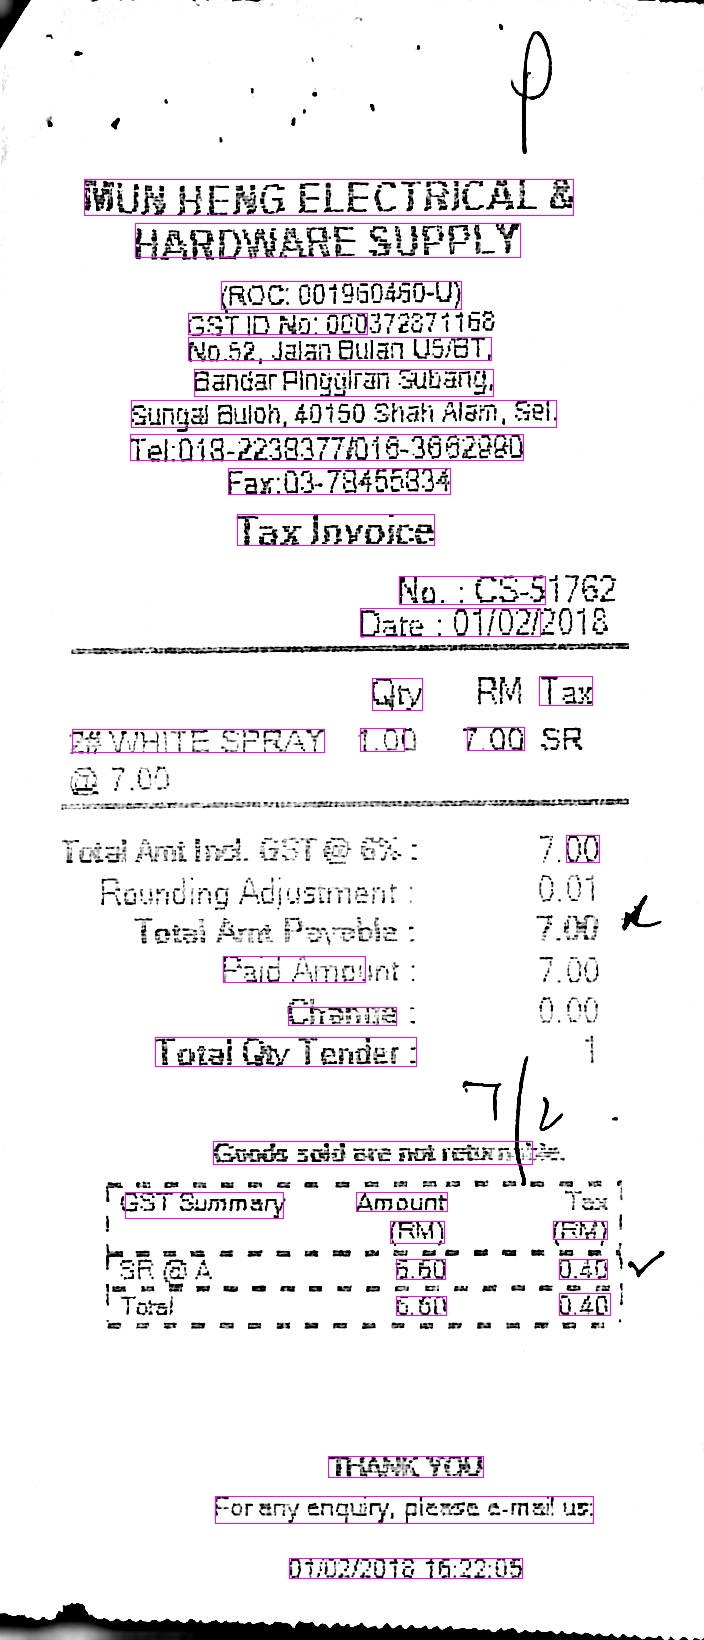 MUN HENG ELECTRICAL &
HARDWARE SUPPLY
(ROC: 001960460-U)
GST ID No: 000372871168
No.52, Jalan Bulan U5/BT,
Bandar Pinggiran Subang,
Sungai Buloh, 40150 Shah Alam, Sel.
Fax:03-78455834
Tax Invoice
No. : CS-51762
Date : 01/02/2018
Qty RM Tax
WHITE SPRAY 1.00 7.00 SR
@ 7.00
Total Amt Incl. GST @ 6% : 7.00
Rounding Adjustment : 0.01
Total Amt Payable : 7.00
Paid Amount : 7.00
Change : 0.00
Total Qty Tender : 1
7/2
Goods sold are not returnable.
GST Summary Amount Tax
(RM) (RM)
SR @ A 6.60 0.40
Total 6.60 0.40
THANK YOU
For any enquiry, please e-mail us:
01/02/2018 16:22:05